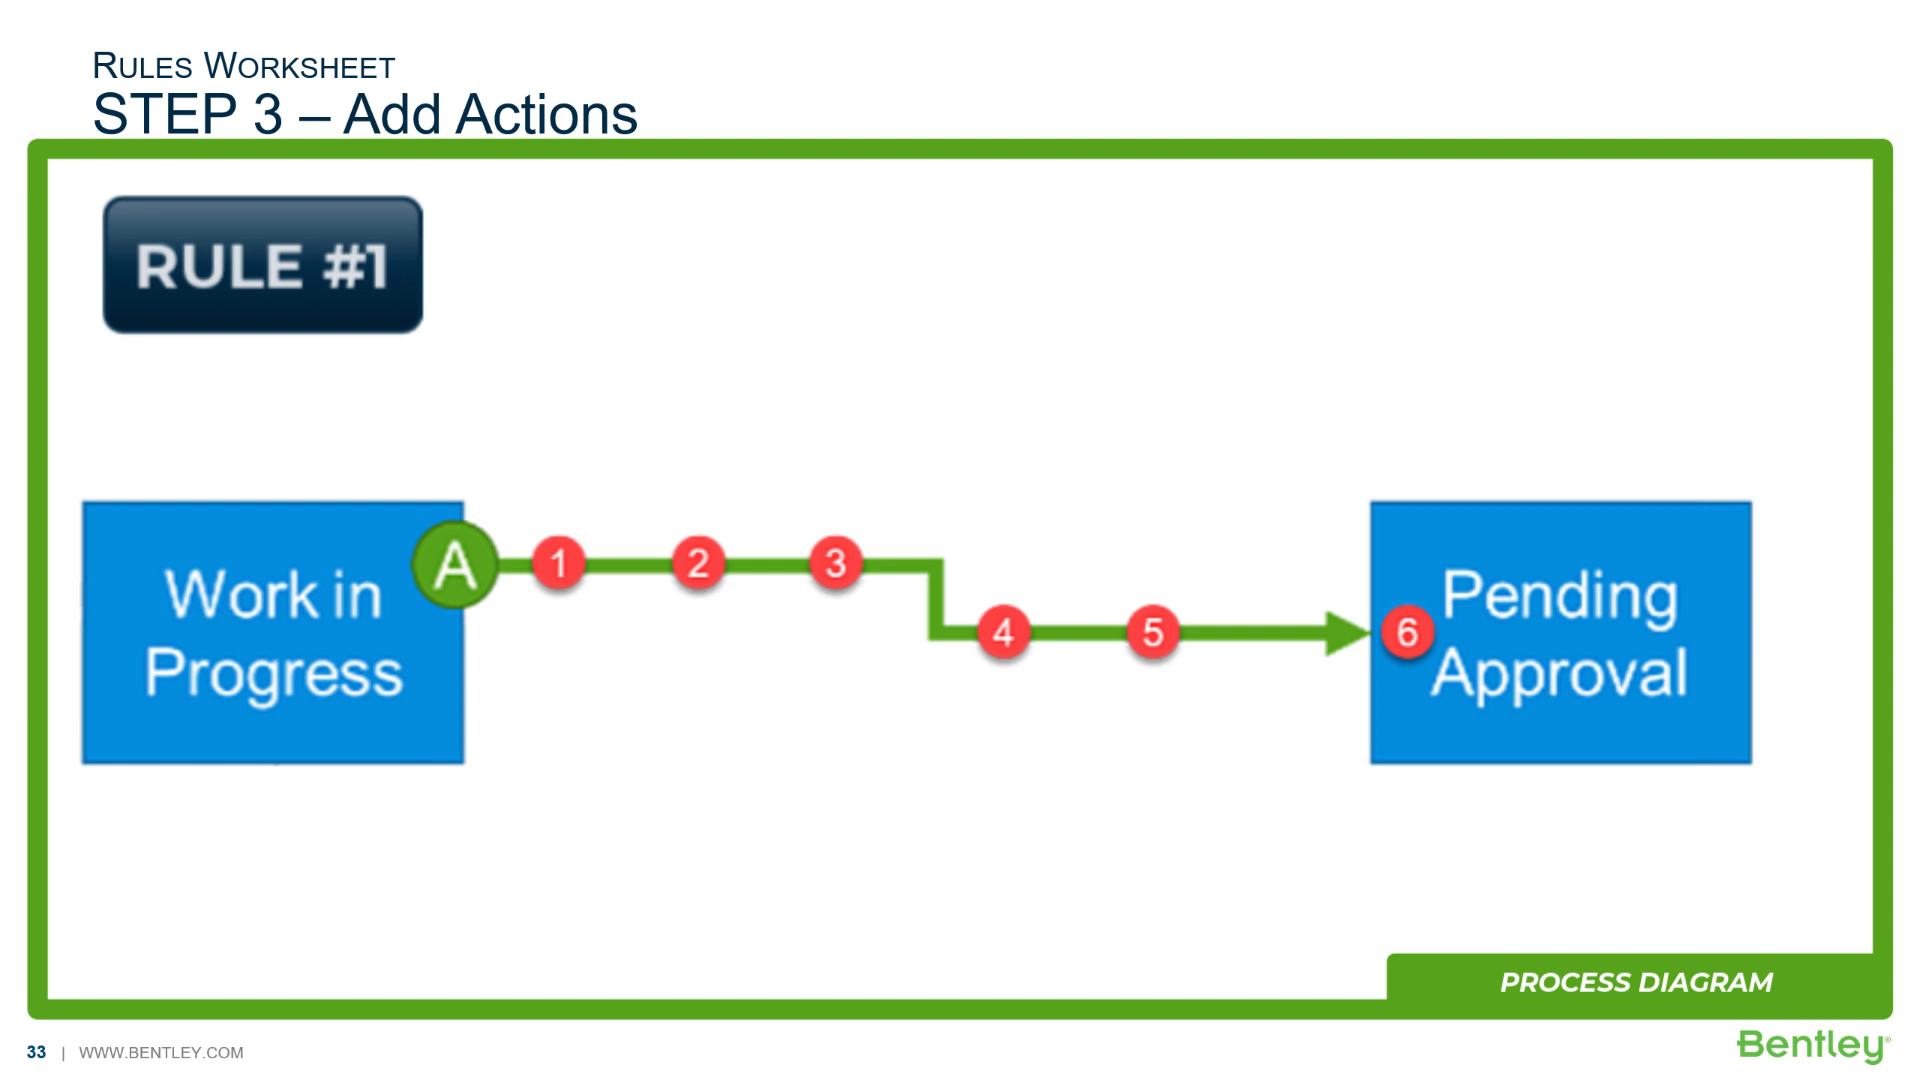 RULES WORKSHEET
STEP 3 – Add Actions
RULE #1
Work in
Progress
A
1
2
3
4
5
6
Pending
Approval
PROCESS DIAGRAM
33 | WWW.BENTLEY.COM
Bentley®